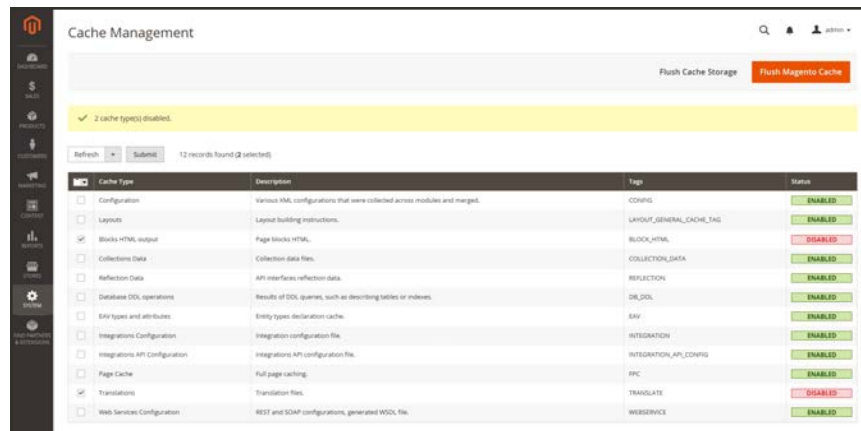 Cache Management
admin
Flush Cache Storage
Flush Magento Cache
2 cache type(s) disabled.
Refresh
Submit
12 records found (2 selected)
Cache Type Description Tags Status
Configuration Various XML configurations that were collected across modules and merged. CONFIG ENABLED
Layouts Layout building instructions. LAYOUT_GENERAL_CACHE_TAG ENABLED
Blocks HTML output Page blocks HTML. BLOCK_HTML DISABLED
Collections Data Collection data files. COLLECTION_DATA ENABLED
Reflection Data API interfaces reflection data. REFLECTION ENABLED
Database DDL operations Results of DDL queries, such as describing tables or indexes. DB_DDL ENABLED
EAV types and attributes Entity types declaration cache. EAV ENABLED
Integrations Configuration Integration configuration file. INTEGRATION ENABLED
Integrations API Configuration Integrations API configuration file. INTEGRATION_API_CONFIG ENABLED
Page Cache Full page caching. FPC ENABLED
Translations Translation files. TRANSLATE DISABLED
Web Services Configuration REST and SOAP configurations, generated WSDL file. WEBSERVICE ENABLED
DASHBOARD
SALES
PRODUCTS
CUSTOMERS
MARKETING
CONTENT
REPORTS
STORES
SYSTEM
FIND PARTNERS
& EXTENSIONS